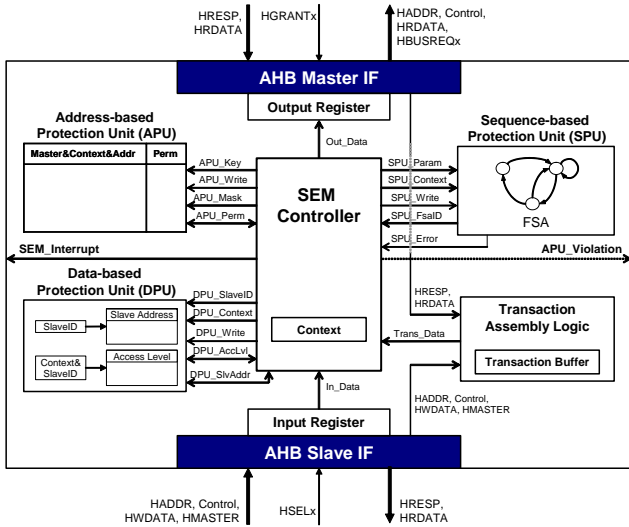 HRESP,
HRDATA
HGRANTx
HADDR, Control,
HRDATA,
HBUSREQx
AHB Master IF
Output Register
Out_Data
Address-based
Protection Unit (APU)
Master&Context&Addr
Perm
APU_Key
APU_Write
APU_Mask
APU_Perm
SEM
Controller
Context
SPU_Param
SPU_Context
SPU_Write
SPU_FsaID
SPU_Error
Sequence-based
Protection Unit (SPU)
FSA
SEM_Interrupt
APU_Violation
Data-based
Protection Unit (DPU)
Slave Address
SlaveID
Access Level
Context&
SlaveID
DPU_SlaveID
DPU_Context
DPU_Write
DPU_AccLvl
DPU_SlvAddr
HRESP,
HRDATA
Trans_Data
Transaction
Assembly Logic
Transaction Buffer
In_Data
HADDR, Control,
HWDATA, HMASTER
Input Register
AHB Slave IF
HADDR, Control,
HWDATA, HMASTER
HSELx
HRESP,
HRDATA